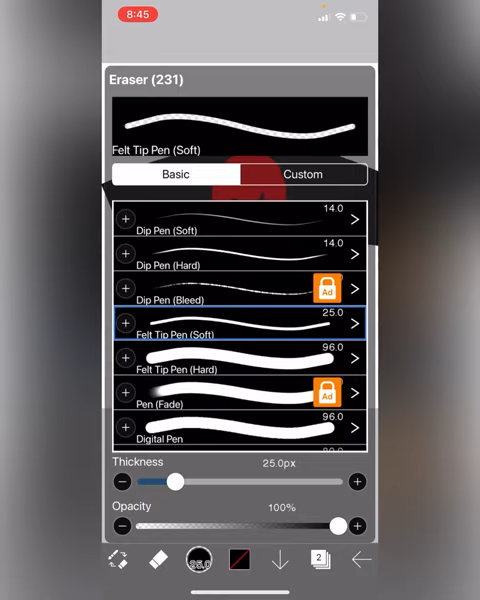 8:45
Eraser (231)
Felt Tip Pen (Soft)
Basic
Custom
14.0
Dip Pen (Soft)
14.0
Dip Pen (Hard)
Ad
Dip Pen (Bleed)
25.0
Felt Tip Pen (Soft)
96.0
Felt Tip Pen (Hard)
Ad
Pen (Fade)
96.0
Digital Pen
Thickness
25.0px
Opacity
100%
2